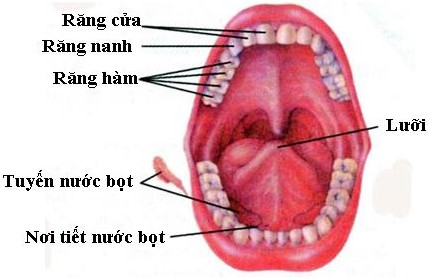 Răng cửa
Răng nanh
Răng hàm
Lưỡi
Tuyến nước bọt
Nơi tiết nước bọt